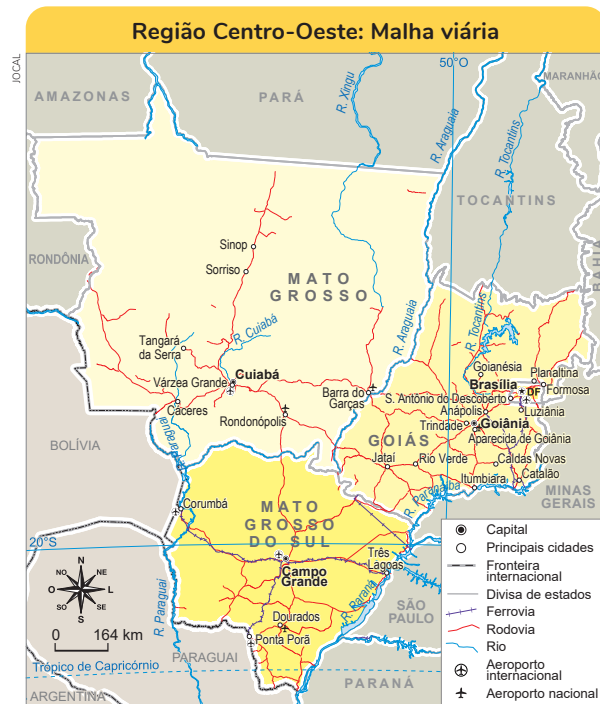 Região Centro-Oeste: Malha viária
JOCAL
50°O
MARANHÃO
AMAZONAS
PARÁ
R. Xingu
R. Araguaia
R. Tocantins
TOCANTINS
BAHIA
RONDÔNIA
Sinop
Sorriso
MATO
GROSSO
R. Cuiabá
R. Araguaia
R. Tocantins
Tangará
da Serra
Cuiabá
Várzea Grande
Cáceres
Rondonópolis
Barra do
Garças
Goianésia
Planaltina
Brasília
DF
Formosa
S. Antônio do Descoberto
Luziânia
Anápolis
Trindade
Goiânia
Aparecida de Goiânia
GOIÁS
Jataí
Rio Verde
Caldas Novas
Catalão
Itumbiara
R. Paranaíba
MINAS
GERAIS
BOLÍVIA
R. Paraguai
Corumbá
MATO
GROSSO
DO SUL
20°S
Campo
Grande
Três
Lagoas
R. Paraná
SÃO
PAULO
Dourados
Ponta Porã
R. Paraguai
N
NO
NE
O
L
SO
SE
S
0 164 km
Trópico de Capricórnio
PARAGUAI
PARANÁ
ARGENTINA
Capital
Principais cidades
Fronteira
internacional
Divisa de estados
Ferrovia
Rodovia
Rio
Aeroporto
internacional
Aeroporto nacional